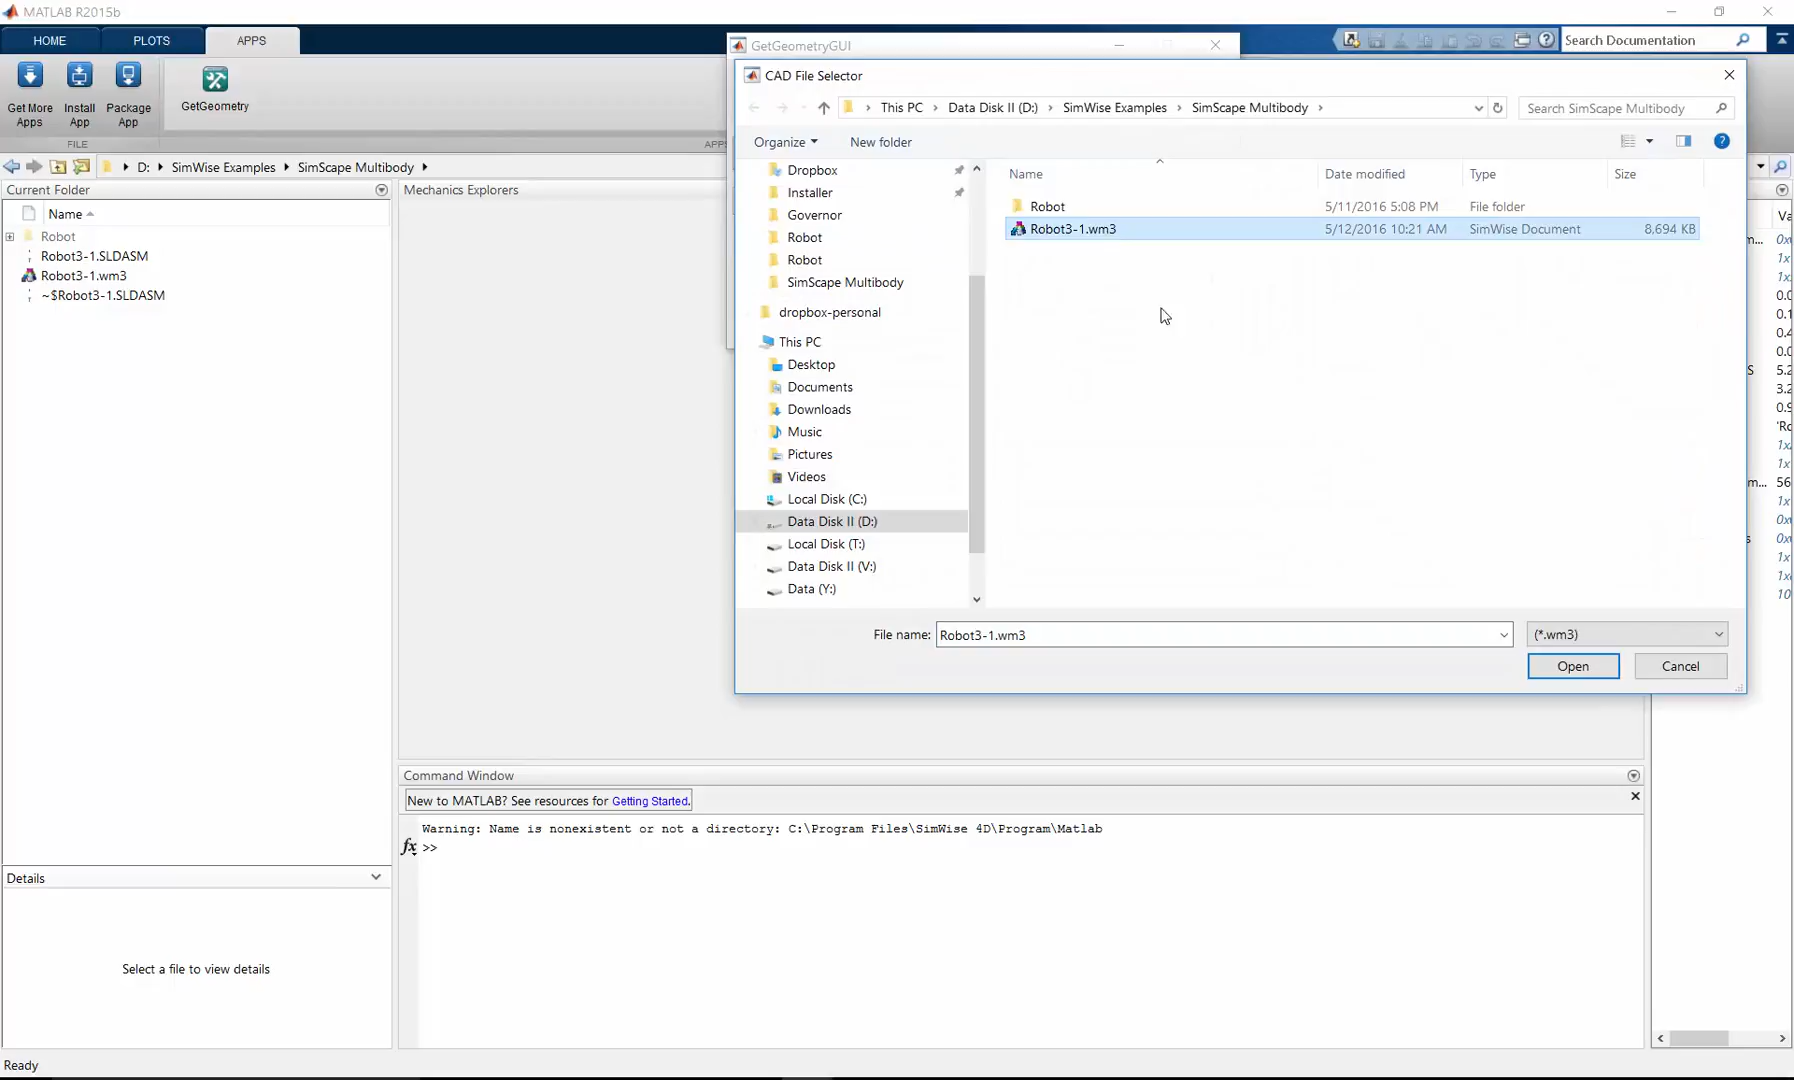 MATLAB R2015b
HOME PLOTS APPS
Search Documentation
Get More Apps
Install App
Package App
GetGeometry
FILE
APPS
D: SimWise Examples SimScape Multibody
Current Folder
Name
Robot
Robot3-1.SLDASM
Robot3-1.wm3
~$Robot3-1.SLDASM
Details
Select a file to view details
Ready
Mechanics Explorers
GetGeometryGUI
CAD File Selector
This PC Data Disk II (D:) SimWise Examples SimScape Multibody
Search SimScape Multibody
Organize New folder
Dropbox
Installer
Governor
Robot
Robot
SimScape Multibody
dropbox-personal
This PC
Desktop
Documents
Downloads
Music
Pictures
Videos
Local Disk (C:)
Data Disk II (D:)
Local Disk (T:)
Data Disk II (V:)
Data (Y:)
Name Date modified Type Size
Robot 5/11/2016 5:08 PM File folder
Robot3-1.wm3 5/12/2016 10:21 AM SimWise Document 8,694 KB
File name: Robot3-1.wm3 (*.wm3)
Open Cancel
Command Window
New to MATLAB? See resources for Getting Started.
Warning: Name is nonexistent or not a directory: C:\Program Files\SimWise 4D\Program\Matlab
fx >>